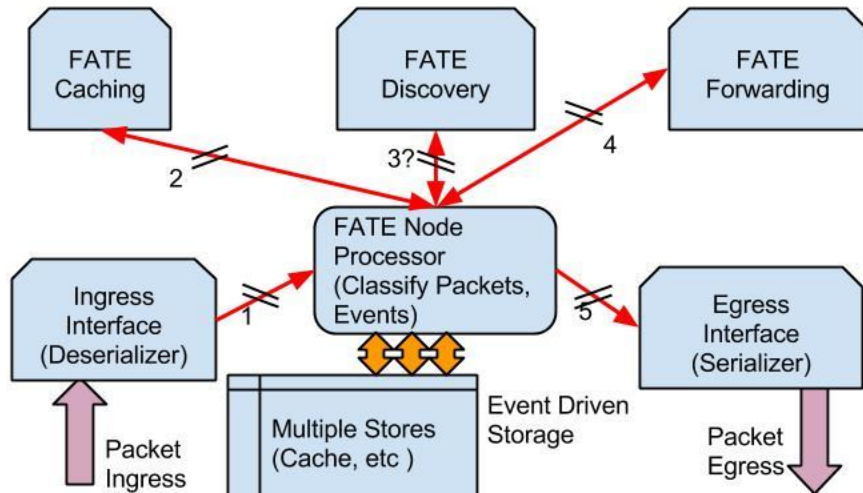 FATE
Caching
FATE
Discovery
FATE
Forwarding
2
3?
4
FATE Node
Processor
(Classify Packets,
Events)
Ingress
Interface
(Deserializer)
1
5
Egress
Interface
(Serializer)
Packet
Ingress
Multiple Stores
(Cache, etc )
Event Driven
Storage
Packet
Egress